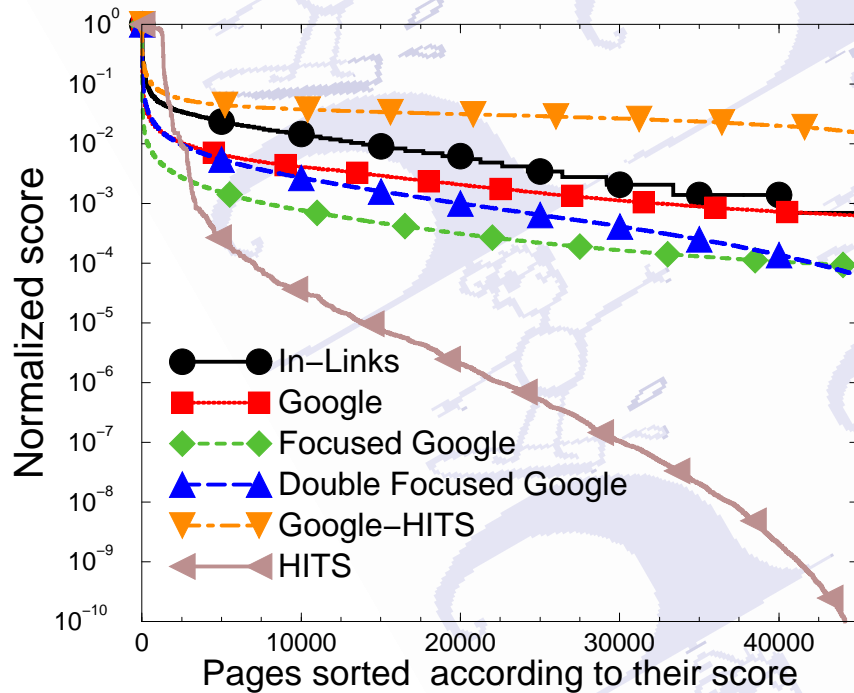 10^0
10^-1
10^-2
10^-3
10^-4
10^-5
10^-6
10^-7
10^-8
10^-9
10^-10
Normalized score
In-Links
Google
Focused Google
Double Focused Google
Google-HITS
HITS
0 10000 20000 30000 40000
Pages sorted according to their score